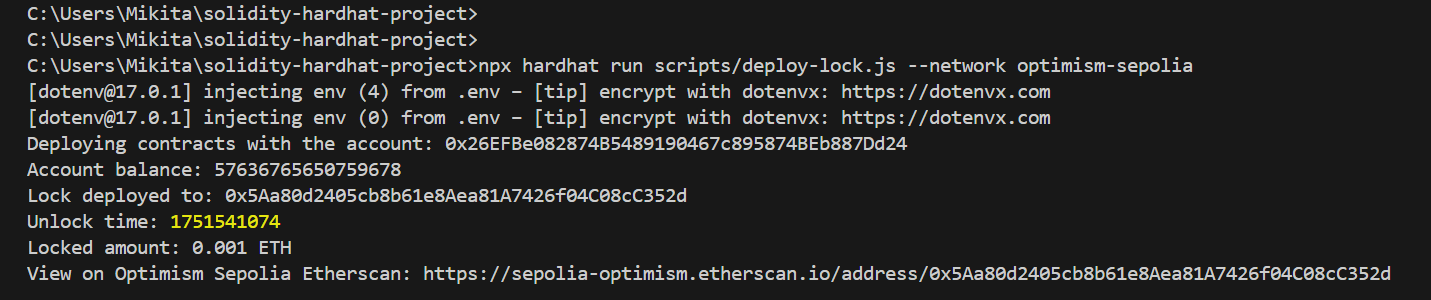 C:\Users\Mikita\solidity-hardhat-project>
C:\Users\Mikita\solidity-hardhat-project>
C:\Users\Mikita\solidity-hardhat-project>npx hardhat run scripts/deploy-lock.js --network optimism-sepolia
[dotenv@17.0.1] injecting env (4) from .env – [tip] encrypt with dotenvx: https://dotenvx.com
[dotenv@17.0.1] injecting env (0) from .env – [tip] encrypt with dotenvx: https://dotenvx.com
Deploying contracts with the account: 0x26EFBe082874B5489190467c895874BEb887Dd24
Account balance: 57636765650759678
Lock deployed to: 0x5Aa80d2405cb8b61e8Aea81A7426f04C08cC352d
Unlock time: 1751541074
Locked amount: 0.001 ETH
View on Optimism Sepolia Etherscan: https://sepolia-optimism.etherscan.io/address/0x5Aa80d2405cb8b61e8Aea81A7426f04C08cC352d